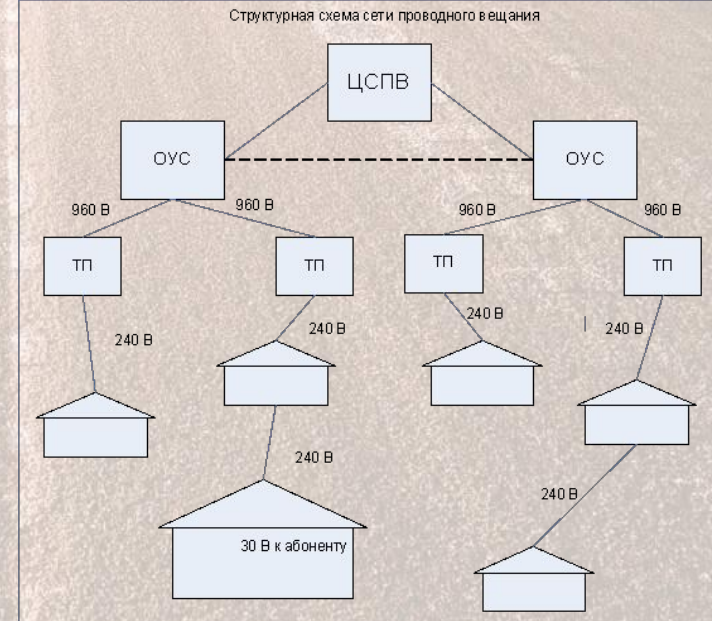 Структурная схема сети проводного вещания
ЦСПВ
ОУС
ОУС
960 В
960 В
960 В
960 В
ТП
ТП
ТП
ТП
240 В
240 В
240 В
240 В
240 В
240 В
30 В к абоненту